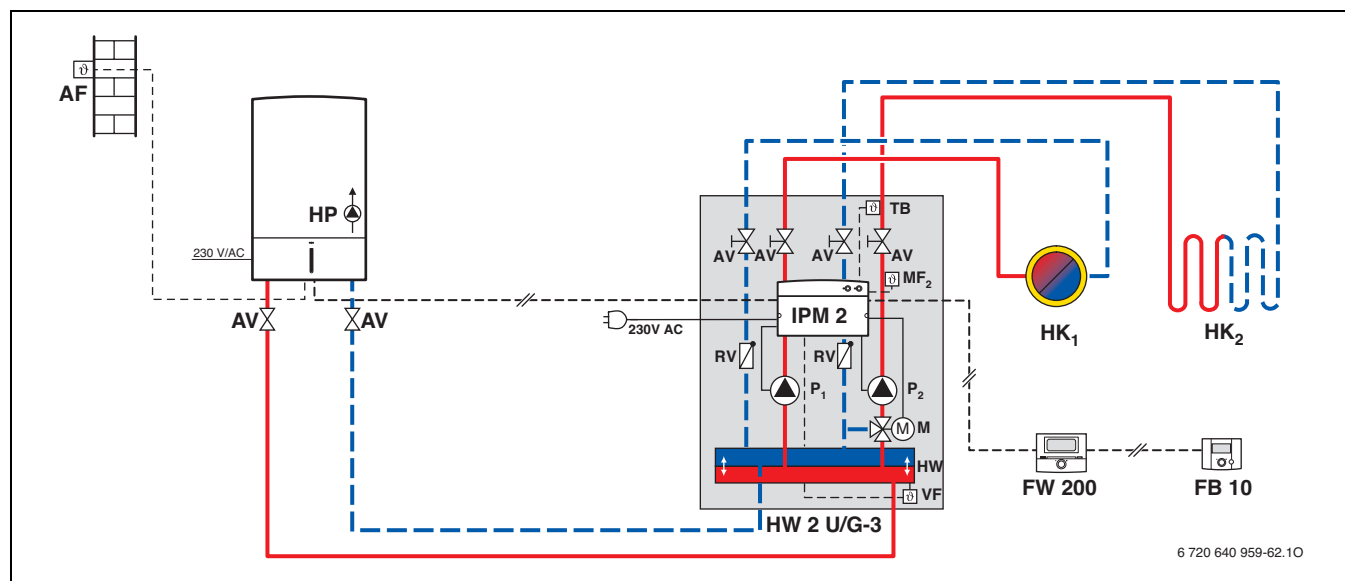 ϑ
AF
HP
230 V/AC
AV
AV
ϑ
TB
AV
AV
AV
AV
ϑ
MF2
IPM 2
230V AC
RV
RV
P1
P2
M
M
HW
ϑ
VF
HW 2 U/G-3
HK1
HK2
FW 200
FB 10
6 720 640 959-62.1O